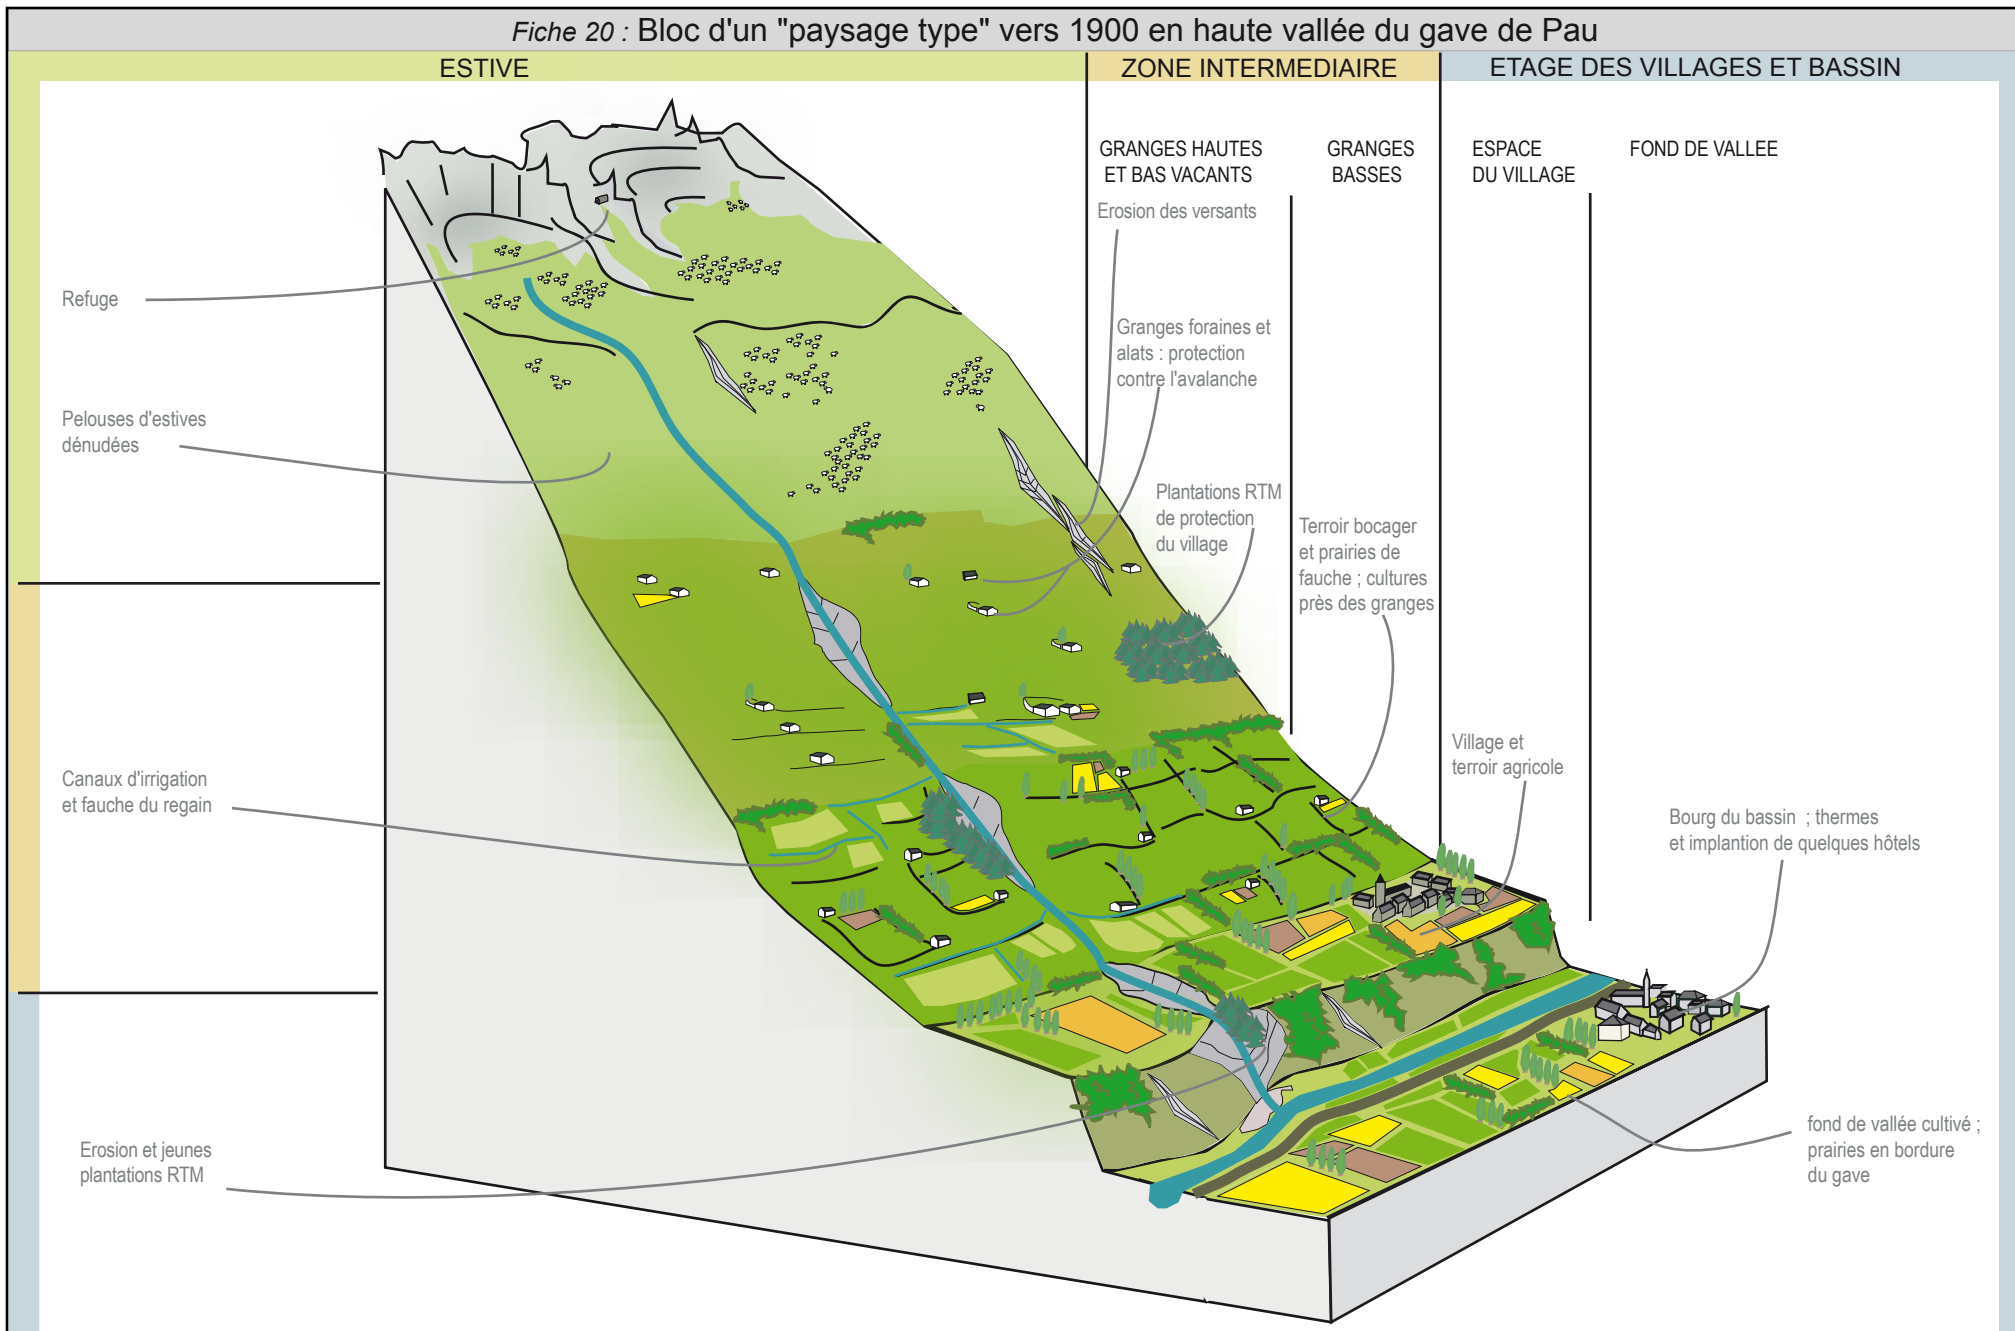 Fiche 20 : Bloc d'un "paysage type" vers 1900 en haute vallée du gave de Pau
ESTIVE
ZONE INTERMEDIAIRE
ETAGE DES VILLAGES ET BASSIN
GRANGES HAUTES
ET BAS VACANTS
GRANGES
BASSES
ESPACE
DU VILLAGE
FOND DE VALLEE
Erosion des versants
Refuge
Granges foraines et
alats : protection
contre l'avalanche
Pelouses d'estives
dénudées
Plantations RTM
de protection
du village
Terroir bocager
et prairies de
fauche ; cultures
près des granges
Village et
terroir agricole
Canaux d'irrigation
et fauche du regain
Bourg du bassin ; thermes
et implantion de quelques hôtels
Erosion et jeunes
plantations RTM
fond de vallée cultivé ;
prairies en bordure
du gave